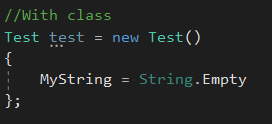 //With class
Test test = new Test()
{
    MyString = String.Empty
};